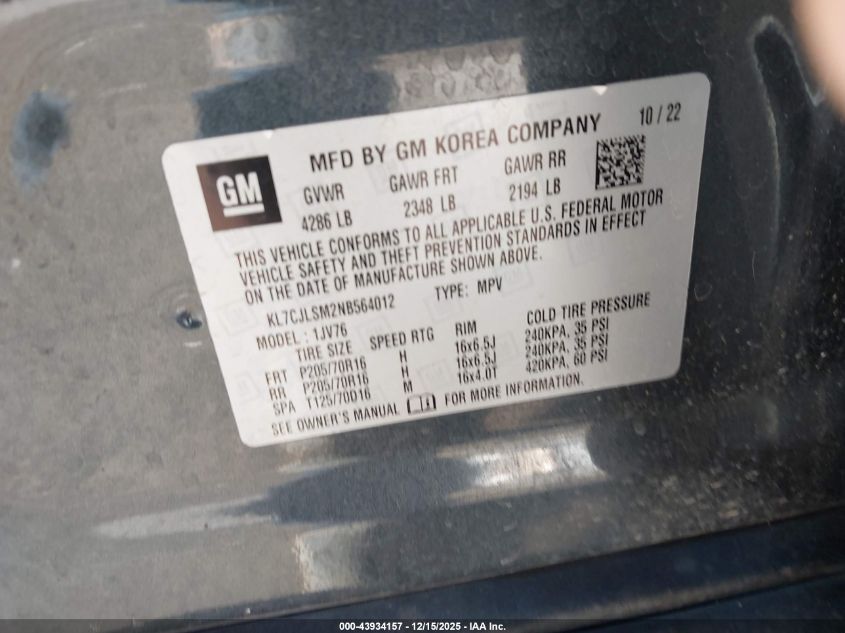 MFD BY GM KOREA COMPANY 10 / 22
GM
GVWR GAWR FRT GAWR RR
4286 LB 2348 LB 2194 LB
THIS VEHICLE CONFORMS TO ALL APPLICABLE U.S. FEDERAL MOTOR
VEHICLE SAFETY AND THEFT PREVENTION STANDARDS IN EFFECT
ON THE DATE OF MANUFACTURE SHOWN ABOVE.
KL7CJLSM2NB564012 TYPE: MPV
MODEL : 1JV76
TIRE SIZE SPEED RTG RIM COLD TIRE PRESSURE
FRT P205/70R16 H 16x6.5J 240KPA, 35 PSI
RR P205/70R16 H 16x6.5J 240KPA, 35 PSI
SPA T125/70D16 M 16x4.0T 420KPA, 60 PSI
SEE OWNER'S MANUAL FOR MORE INFORMATION.
000-43934157 - 12/15/2025 - IAA Inc.